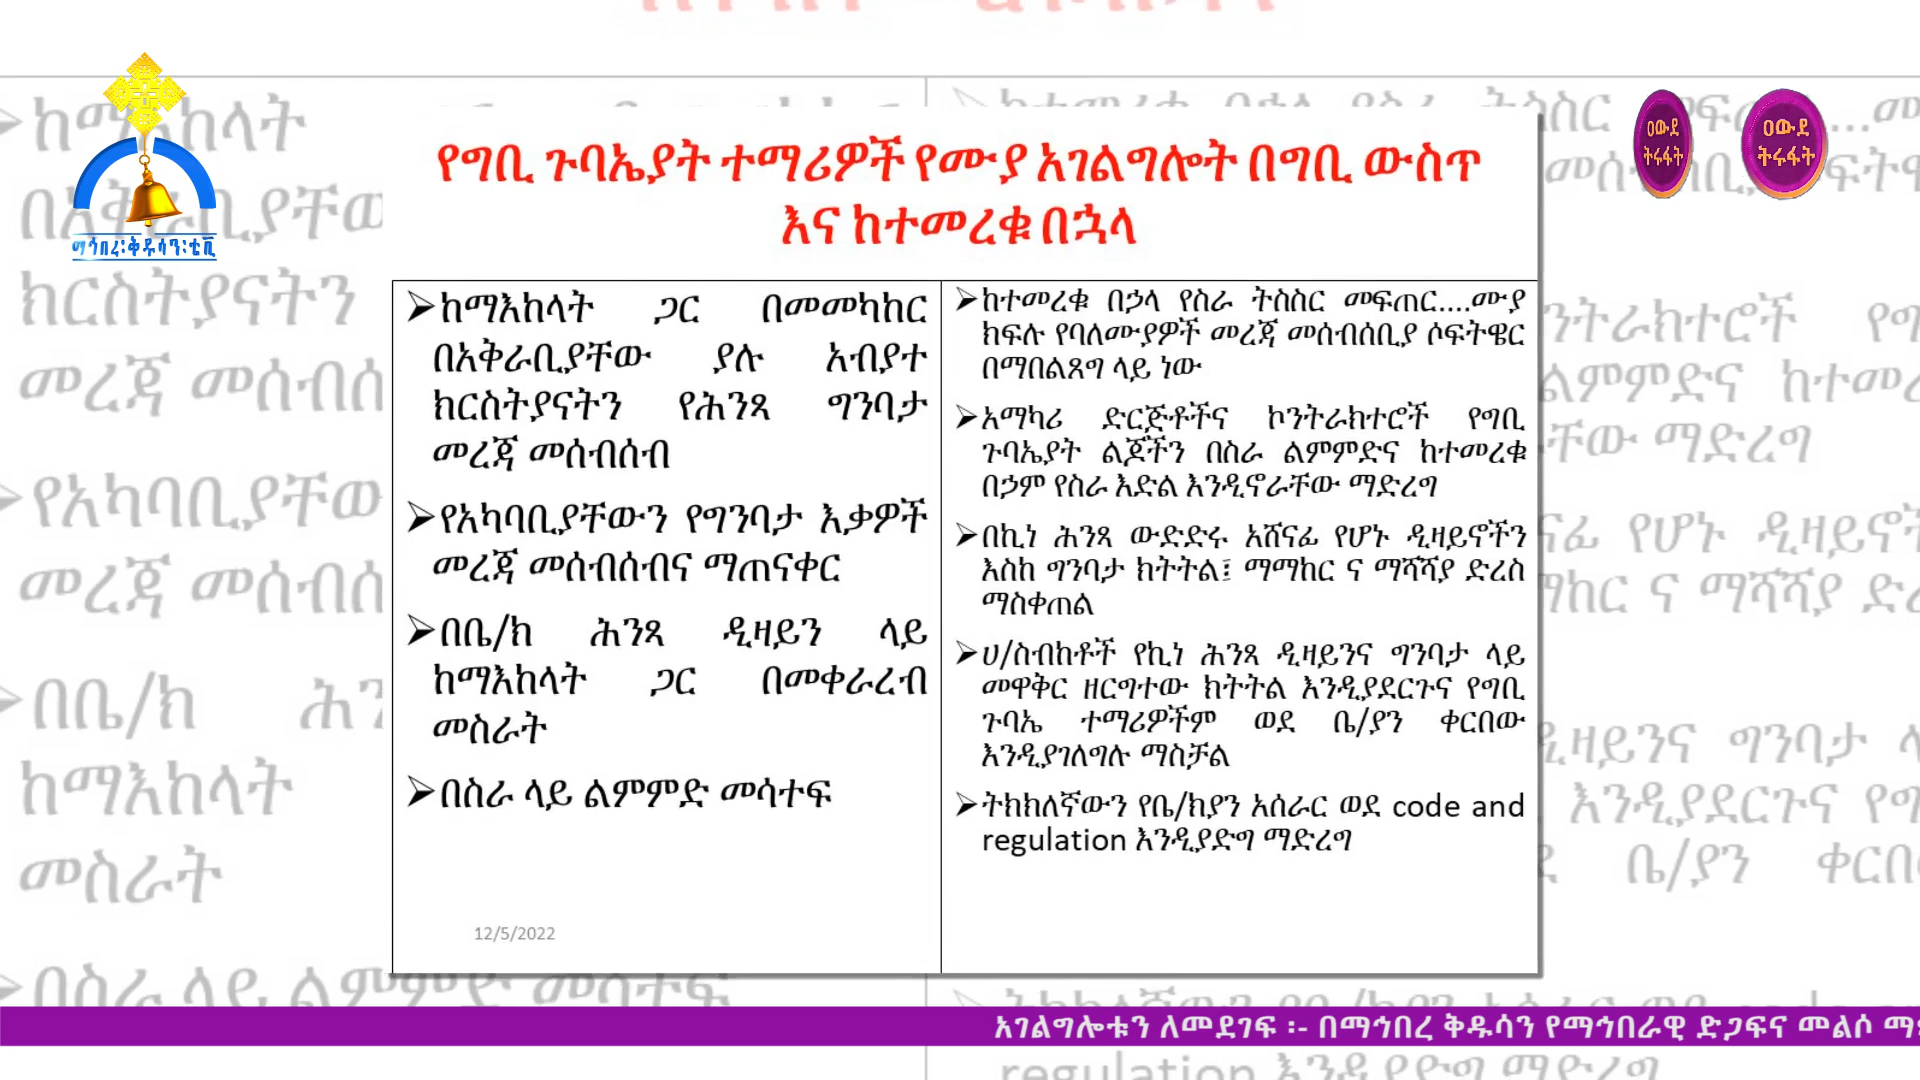 የግቢ ጉባኤያት ተማሪዎች የሙያ አገልግሎት በግቢ ውስጥ
እና ከተመረቁ በኋላ
ከማእከላት ጋር በመመካከር
በአቅራቢያቸው ያሉ አብያተ
ክርስትያናትን የሕንጻ ግንባታ
መረጃ መሰብሰብ
የአካባቢያቸውን የግንባታ እቃዎች
መረጃ መሰብሰብና ማጠናቀር
በቤ/ክ ሕንጻ ዲዛይን ላይ
ከማእከላት ጋር በመቀራረብ
መስራት
በስራ ላይ ልምምድ መሳተፍ
12/5/2022
ከተመረቁ በኃላ የስራ ትስስር መፍጠር....ሙያ
ክፍሉ የባለሙያዎች መረጃ መሰብሰቢያ ሶፍትዌር
በማበልጸግ ላይ ነው
አማካሪ ድርጅቶችና ኮንትራክተሮች የግቢ
ጉባኤያት ልጆችን በስራ ልምምድና ከተመረቁ
በኃም የስራ እድል እንዲኖራቸው ማድረግ
በኪነ ሕንጻ ውድድሩ አሸናፊ የሆኑ ዲዛይኖችን
እስከ ግንባታ ክትትል፤ ማማከር ና ማሻሻያ ድረስ
ማስቀጠል
ሀ/ስብከቶች የኪነ ሕንጻ ዲዛይንና ግንባታ ላይ
መዋቅር ዘርግተው ክትትል እንዲያደርጉና የግቢ
ጉባኤ ተማሪዎችም ወደ ቤ/ያን ቀርበው
እንዲያገለግሉ ማስቻል
ትክክለኛውን የቤ/ክያን አሰራር ወደ code and
regulation እንዲያድግ ማድረግ
ማኅበረ፡ቅዱሳን፡ቴቪ
ዐውደ
ትሩፋት
ዐውደ
ትሩፋት
አገልግሎቱን ለመደገፍ ፡- በማኅበረ ቅዱሳን የማኅበራዊ ድጋፍና መልሶ